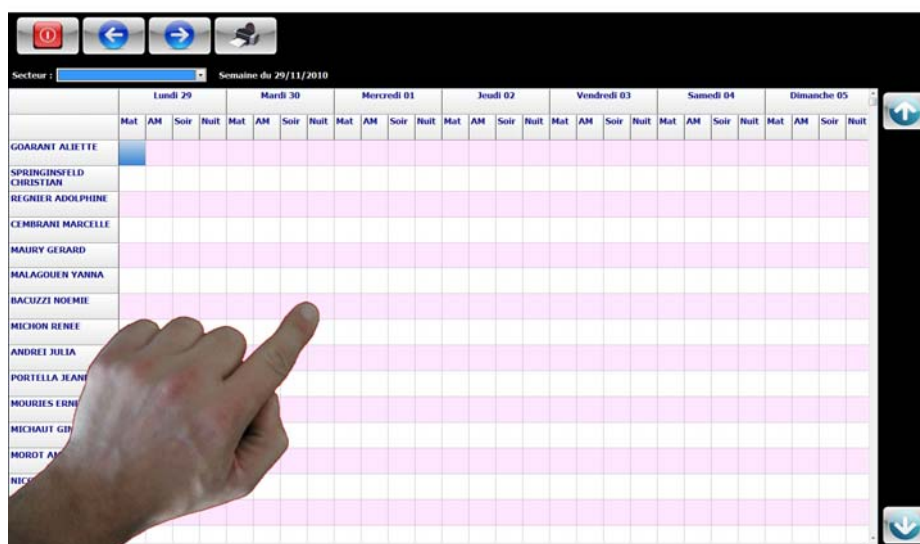 Secteur : Semaine du 29/11/2010
Lundi 29 Mardi 30 Mercredi 01 Jeudi 02 Vendredi 03 Samedi 04 Dimanche 05
Mat AM Soir Nuit Mat AM Soir Nuit Mat AM Soir Nuit Mat AM Soir Nuit Mat AM Soir Nuit Mat AM Soir Nuit Mat AM Soir Nuit
GOARANT ALIETTE
SPRINGINSFELD
CHRISTIAN
REGNIER ADOLPHINE
CEMBRANI MARCELLE
MAURY GERARD
MALAGOUEN YANNA
BACUZZI NOEMIE
MICHON RENEE
ANDREI JULIA
PORTELLA
MOURIES
MICHAUT
MOROT